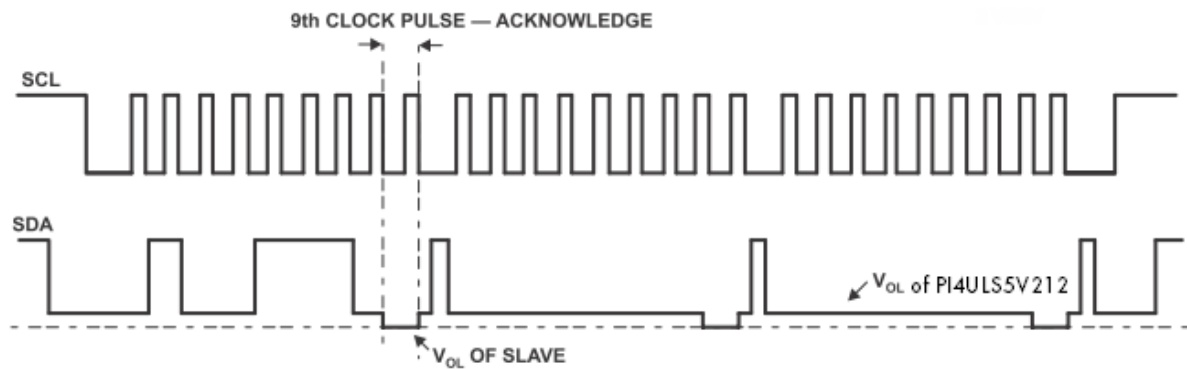 9th CLOCK PULSE — ACKNOWLEDGE
SCL
SDA
VOL of PI4ULS5V212
VOL OF SLAVE